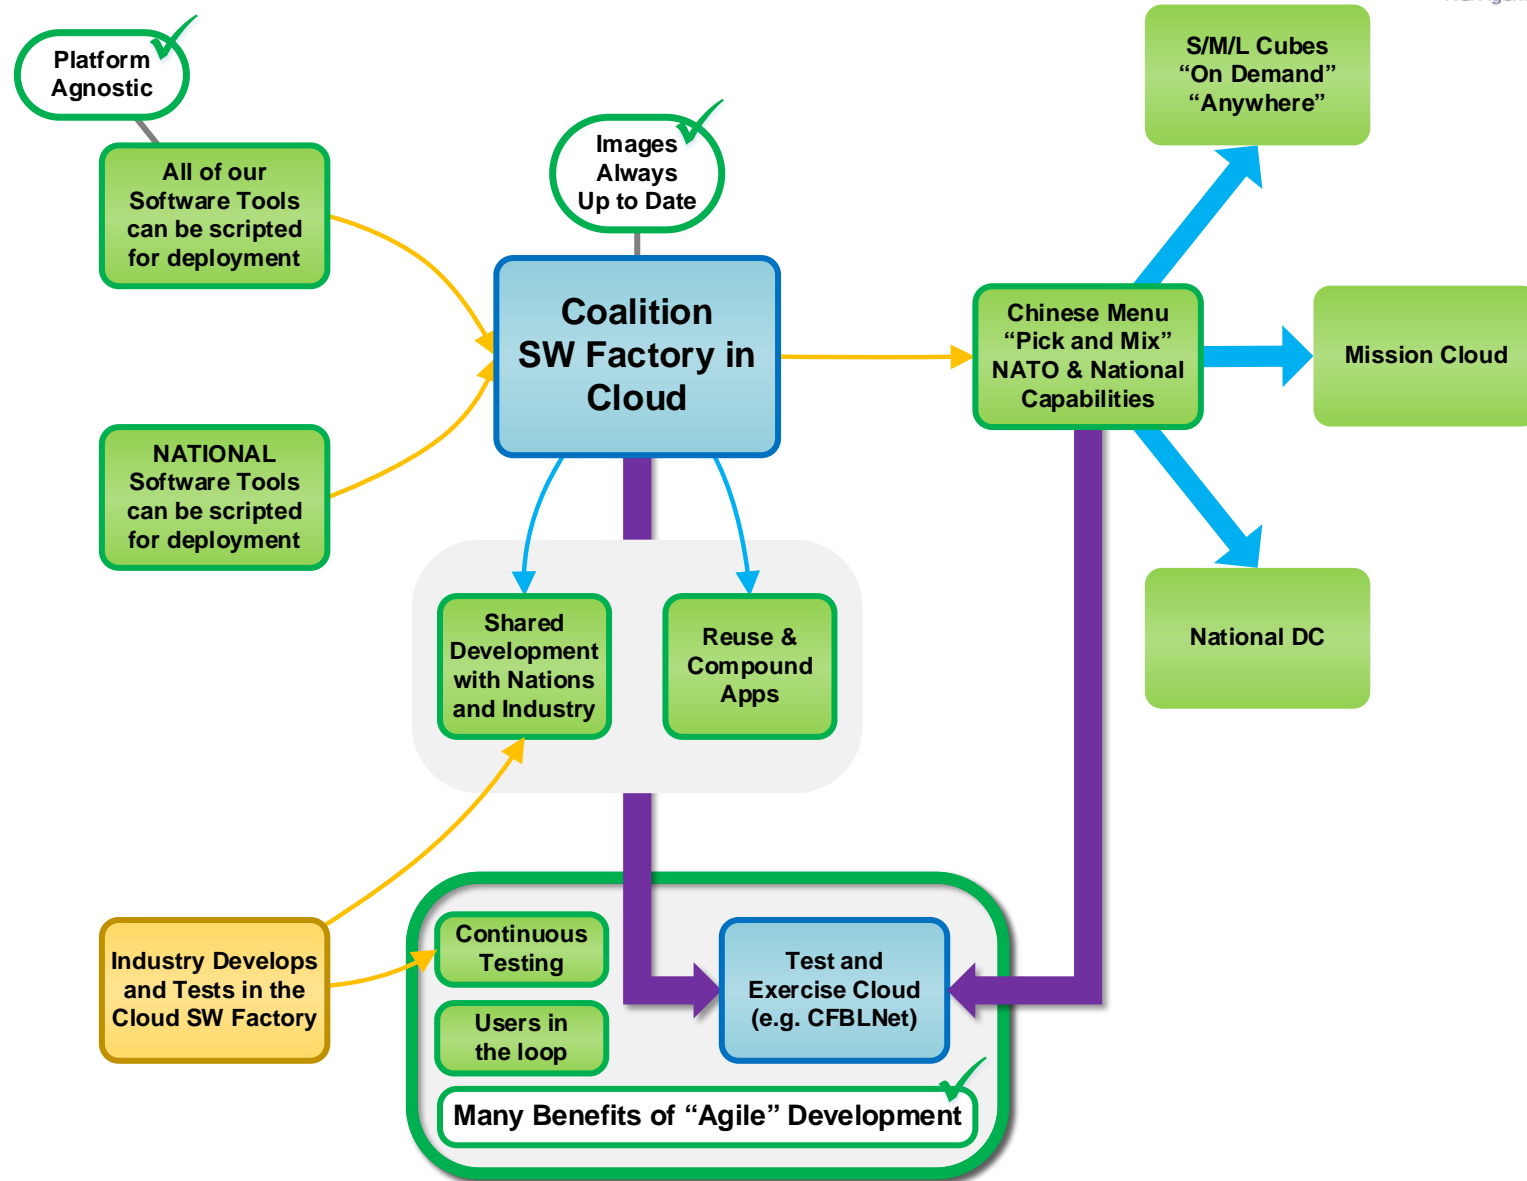 Platform
Agnostic
All of our
Software Tools
can be scripted
for deployment
Images
Always
Up to Date
S/M/L Cubes
“On Demand”
“Anywhere”
Coalition
SW Factory in
Cloud
Chinese Menu
“Pick and Mix”
NATO & National
Capabilities
Mission Cloud
NATIONAL
Software Tools
can be scripted
for deployment
National DC
Shared
Development
with Nations
and Industry
Reuse &
Compound
Apps
Industry Develops
and Tests in the
Cloud SW Factory
Continuous
Testing
Users in
the loop
Test and
Exercise Cloud
(e.g. CFBLNet)
Many Benefits of “Agile” Development